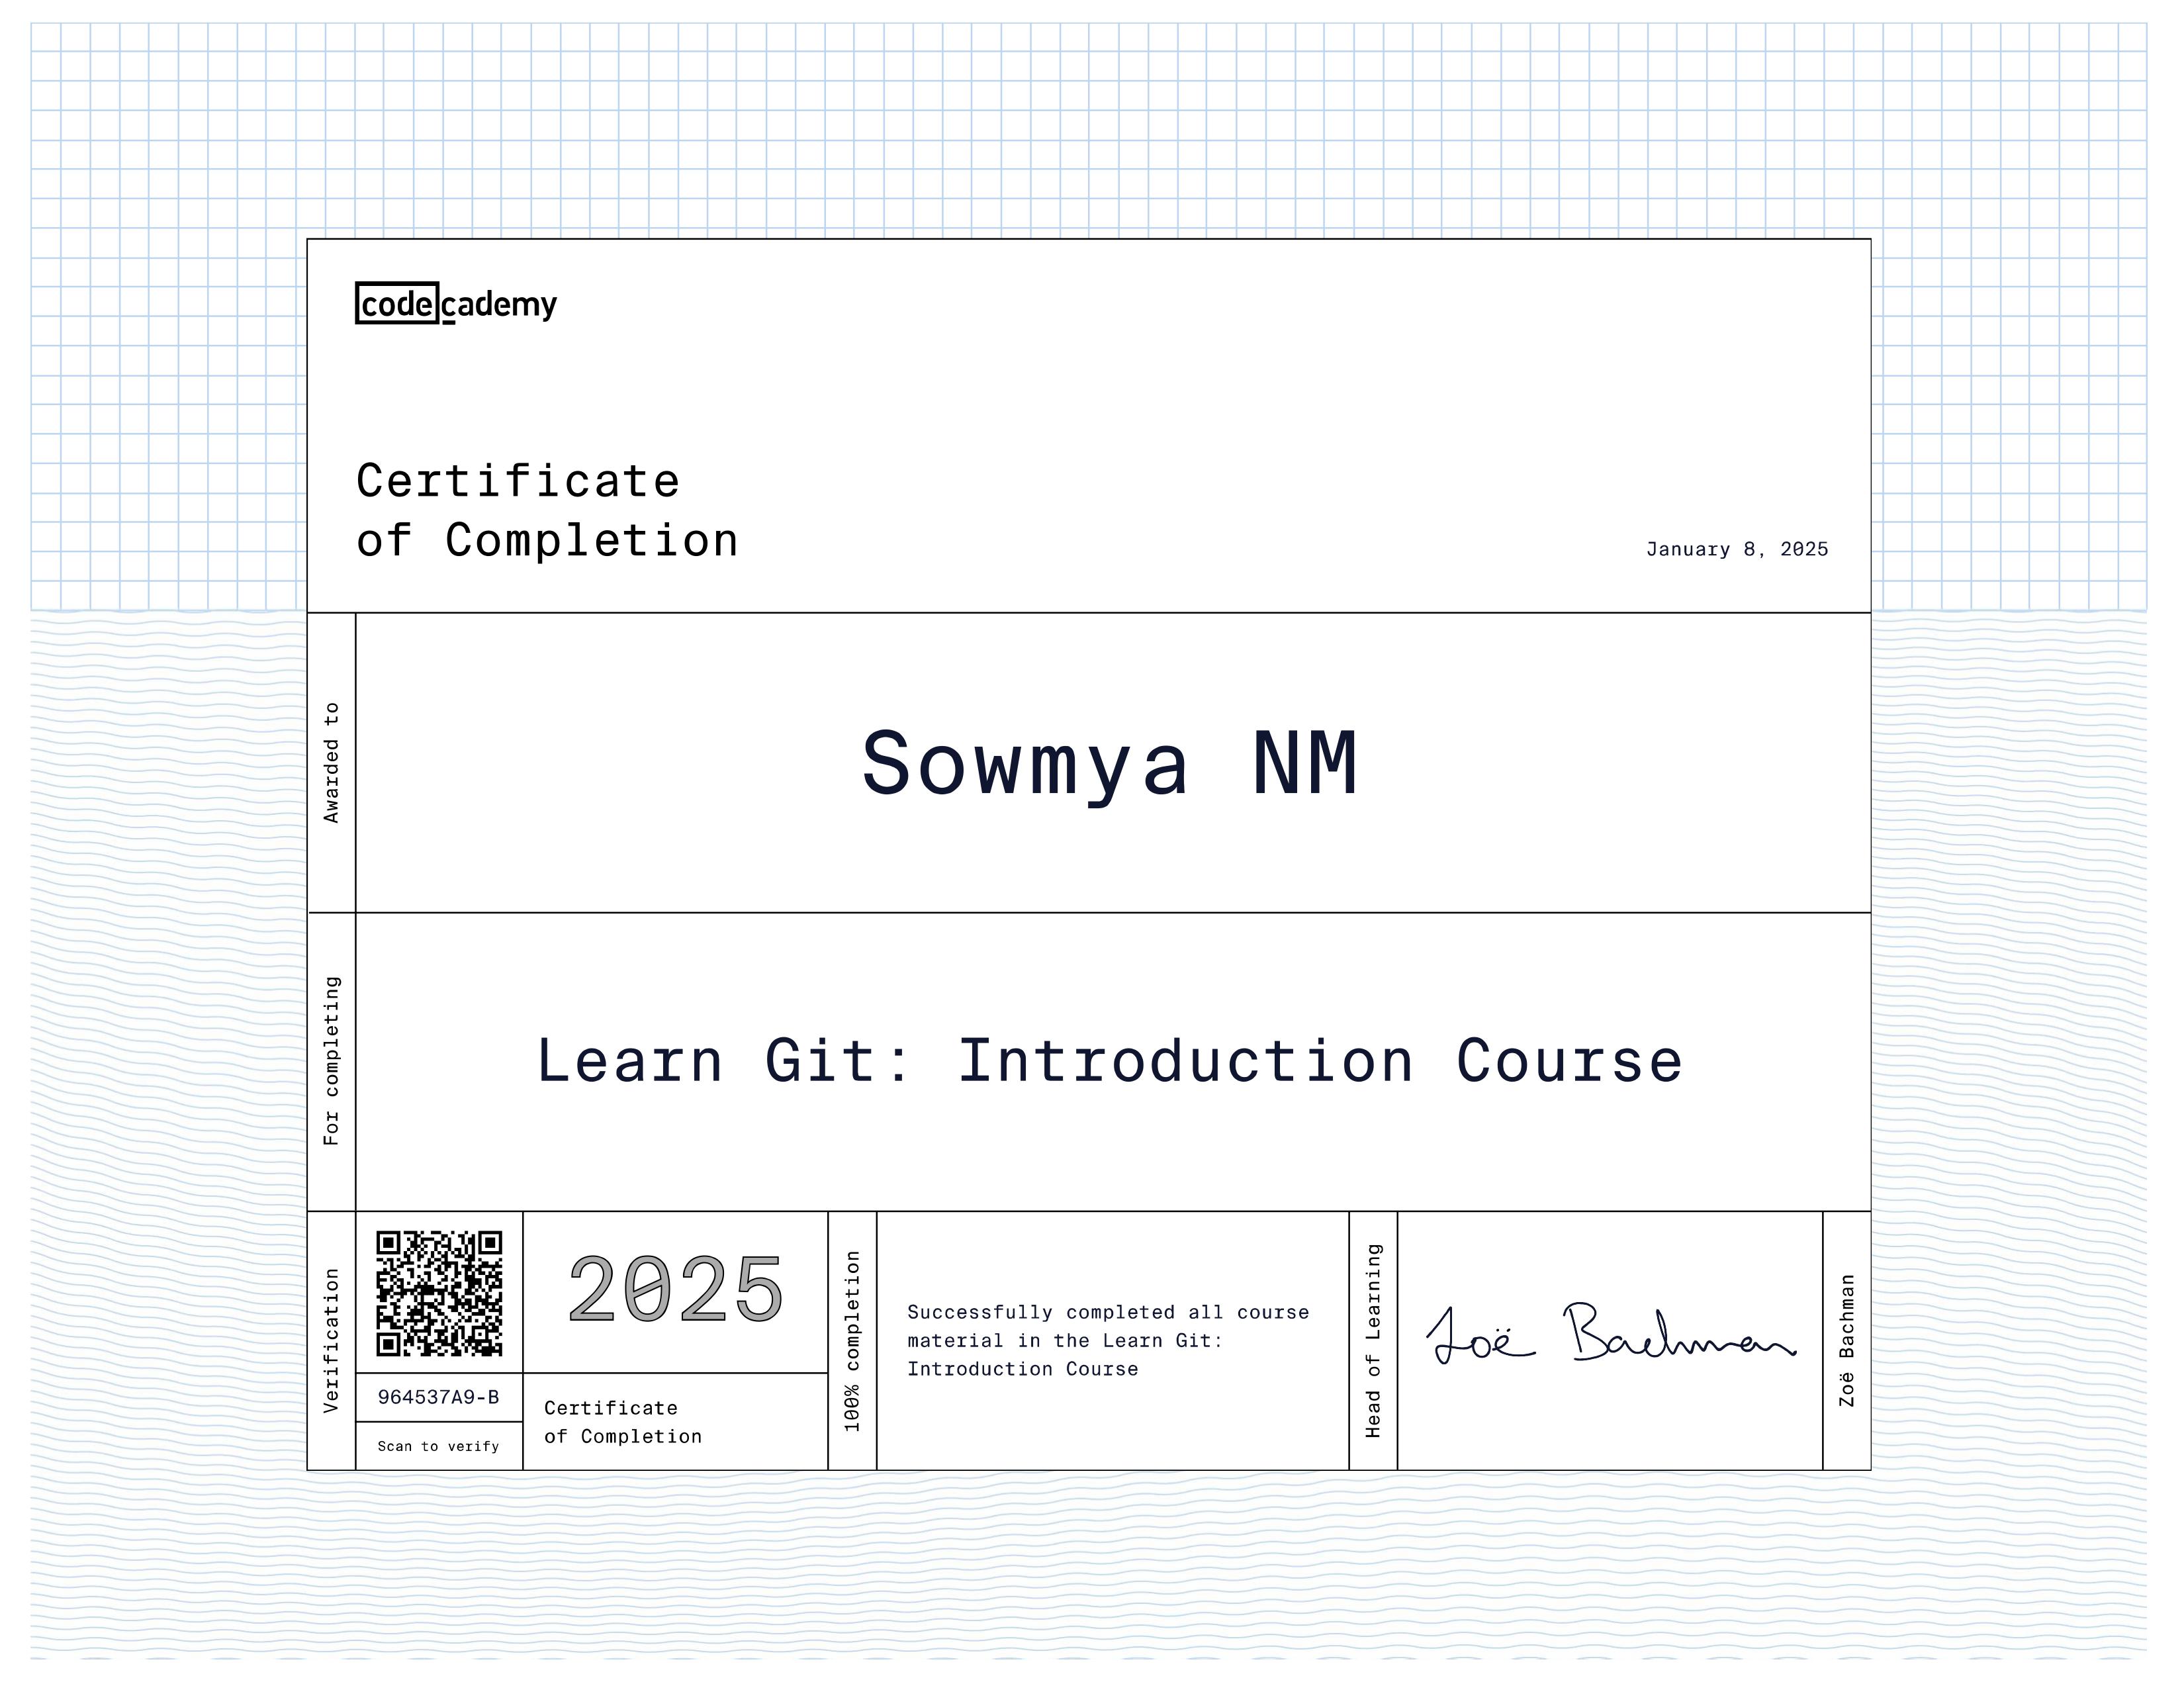 codecademy
Certificate
of Completion
January 8, 2025
Awarded to
Sowmya NM
For completing
Learn Git: Introduction Course
Verification
964537A9-B
Scan to verify
2025
Certificate
of Completion
100% completion
Successfully completed all course
material in the Learn Git:
Introduction Course
Head of Learning
Zoë Bachman
Zoë Bachman